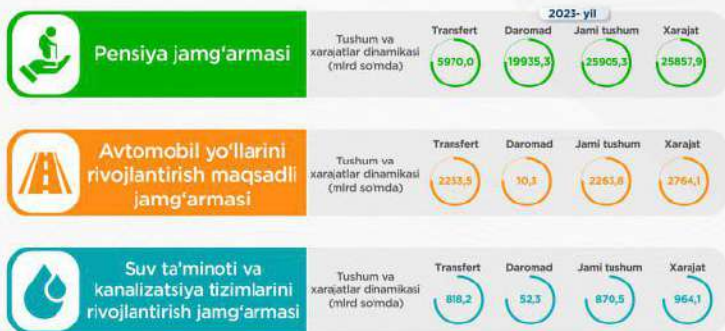 2023- yil
Pensiya jamg‘armasi
Tushum va
xarajatlar dinamikasi
(mlrd so‘mda)
Transfert Daromad Jami tushum Xarajat
5970,0 19935,3 25905,3 25857,9
Avtomobil yo‘llarini
rivojlantirish maqsadli
jamg‘armasi
Tushum va
xarajatlar dinamikasi
(mlrd so‘mda)
Transfert Daromad Jami tushum Xarajat
2253,5 10,3 2263,8 2764,1
Suv ta’minoti va
kanalizatsiya tizimlarini
rivojlantirish jamg‘armasi
Tushum va
xarajatlar dinamikasi
(mlrd so‘mda)
Transfert Daromad Jami tushum Xarajat
818,2 52,3 870,5 964,1